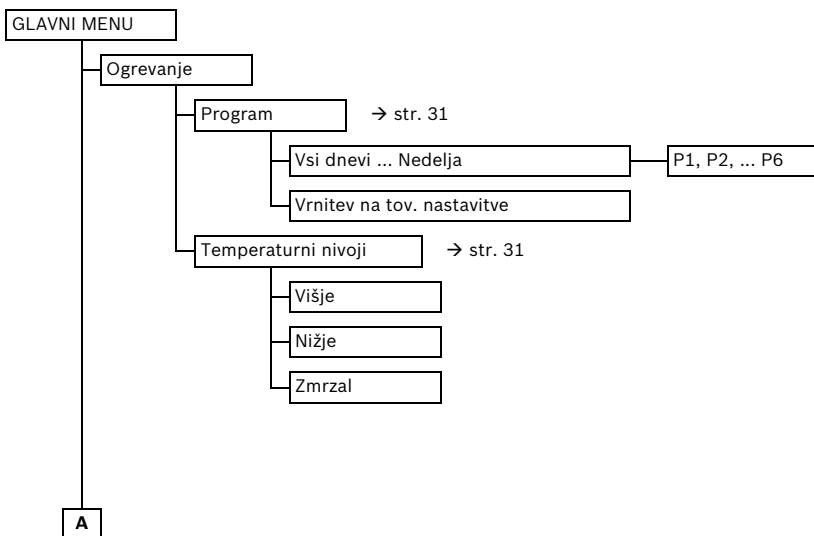 GLAVNI MENU
Ogrevanje
Program → str. 31
Vsi dnevi ... Nedelja P1, P2, ... P6
Vrnitev na tov. nastavitve
Temperaturni nivoji → str. 31
Višje
Nižje
Zmrzal
A